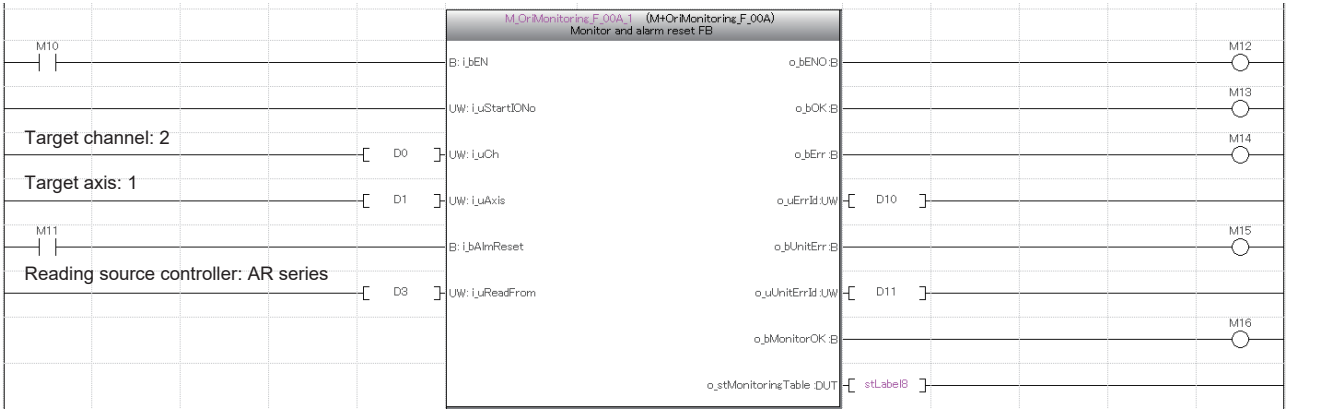 M_OriMonitoring_F_00A_1 (M+OriMonitoring_F_00A)
Monitor and alarm reset FB
M10
B: i_bEN
o_bENO:B
M12
UW: i_uStartIONo
o_bOK:B
M13
Target channel: 2
D0
UW: i_uCh
o_bErr:B
M14
Target axis: 1
D1
UW: i_uAxis
o_uErrId:UW
D10
M11
B: i_bAlmReset
o_bUnitErr:B
M15
Reading source controller: AR series
D3
UW: i_uReadFrom
o_uUnitErrId:UW
D11
o_bMonitorOK:B
M16
o_stMonitoringTable:DUT
stLabel8